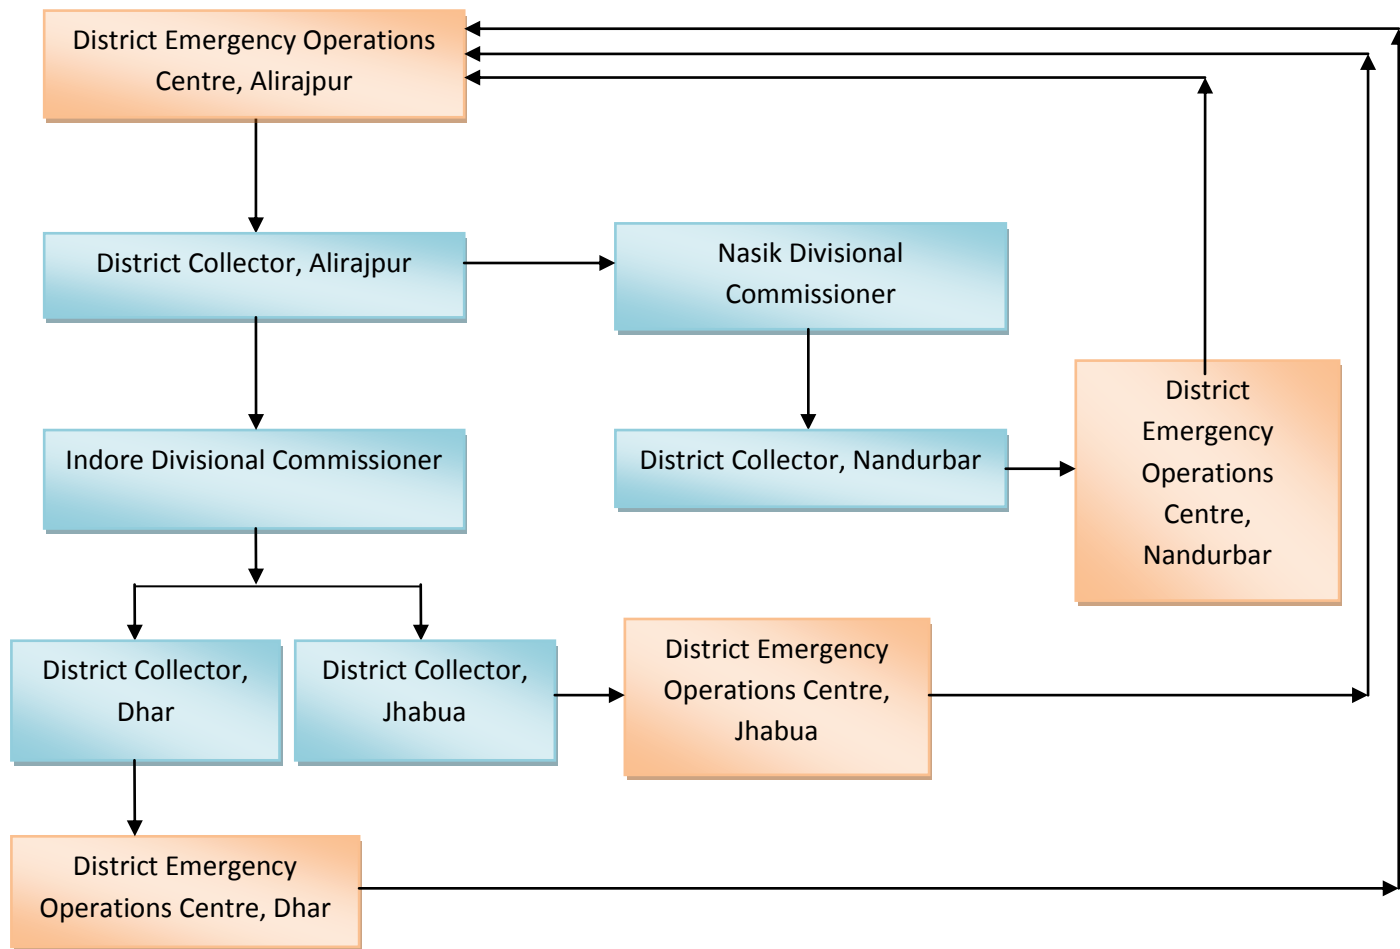 District Emergency Operations
Centre, Alirajpur
District Collector, Alirajpur
Nasik Divisional
Commissioner
District
Emergency
Operations
Centre,
Nandurbar
Indore Divisional Commissioner
District Collector, Nandurbar
District Collector,
Dhar
District Collector,
Jhabua
District Emergency
Operations Centre,
Jhabua
District Emergency
Operations Centre, Dhar